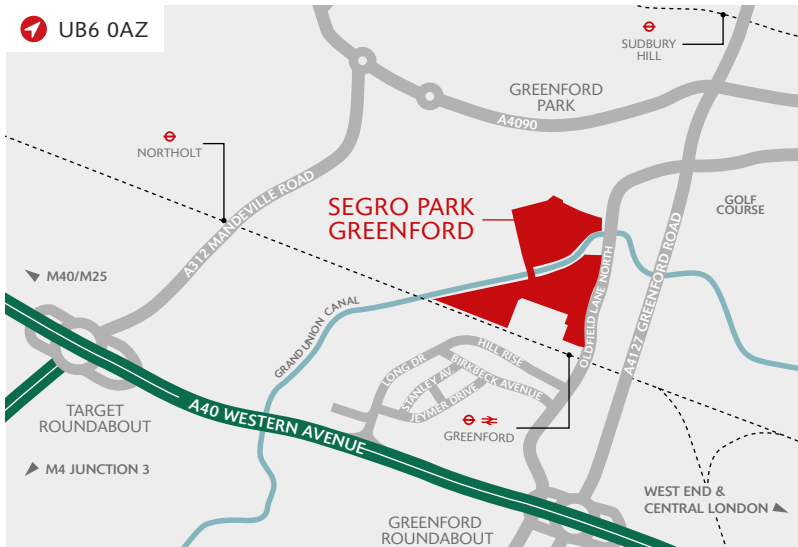 UB6 0AZ
SUDBURY
HILL
GREENFORD
PARK
A4090
NORTHOLT
A312 MANDEVILLE ROAD
SEGRO PARK
GREENFORD
GOLF
COURSE
M40/M25
GRAND UNION CANAL
OLDFIELD LANE NORTH
A4127 GREENFORD ROAD
HILL RISE
LONG DR
BIRKBECK AVENUE
STANLEY AV
JEYMER DRIVE
TARGET
ROUNDABOUT
A40 WESTERN AVENUE
GREENFORD
M4 JUNCTION 3
WEST END &
CENTRAL LONDON
GREENFORD
ROUNDABOUT